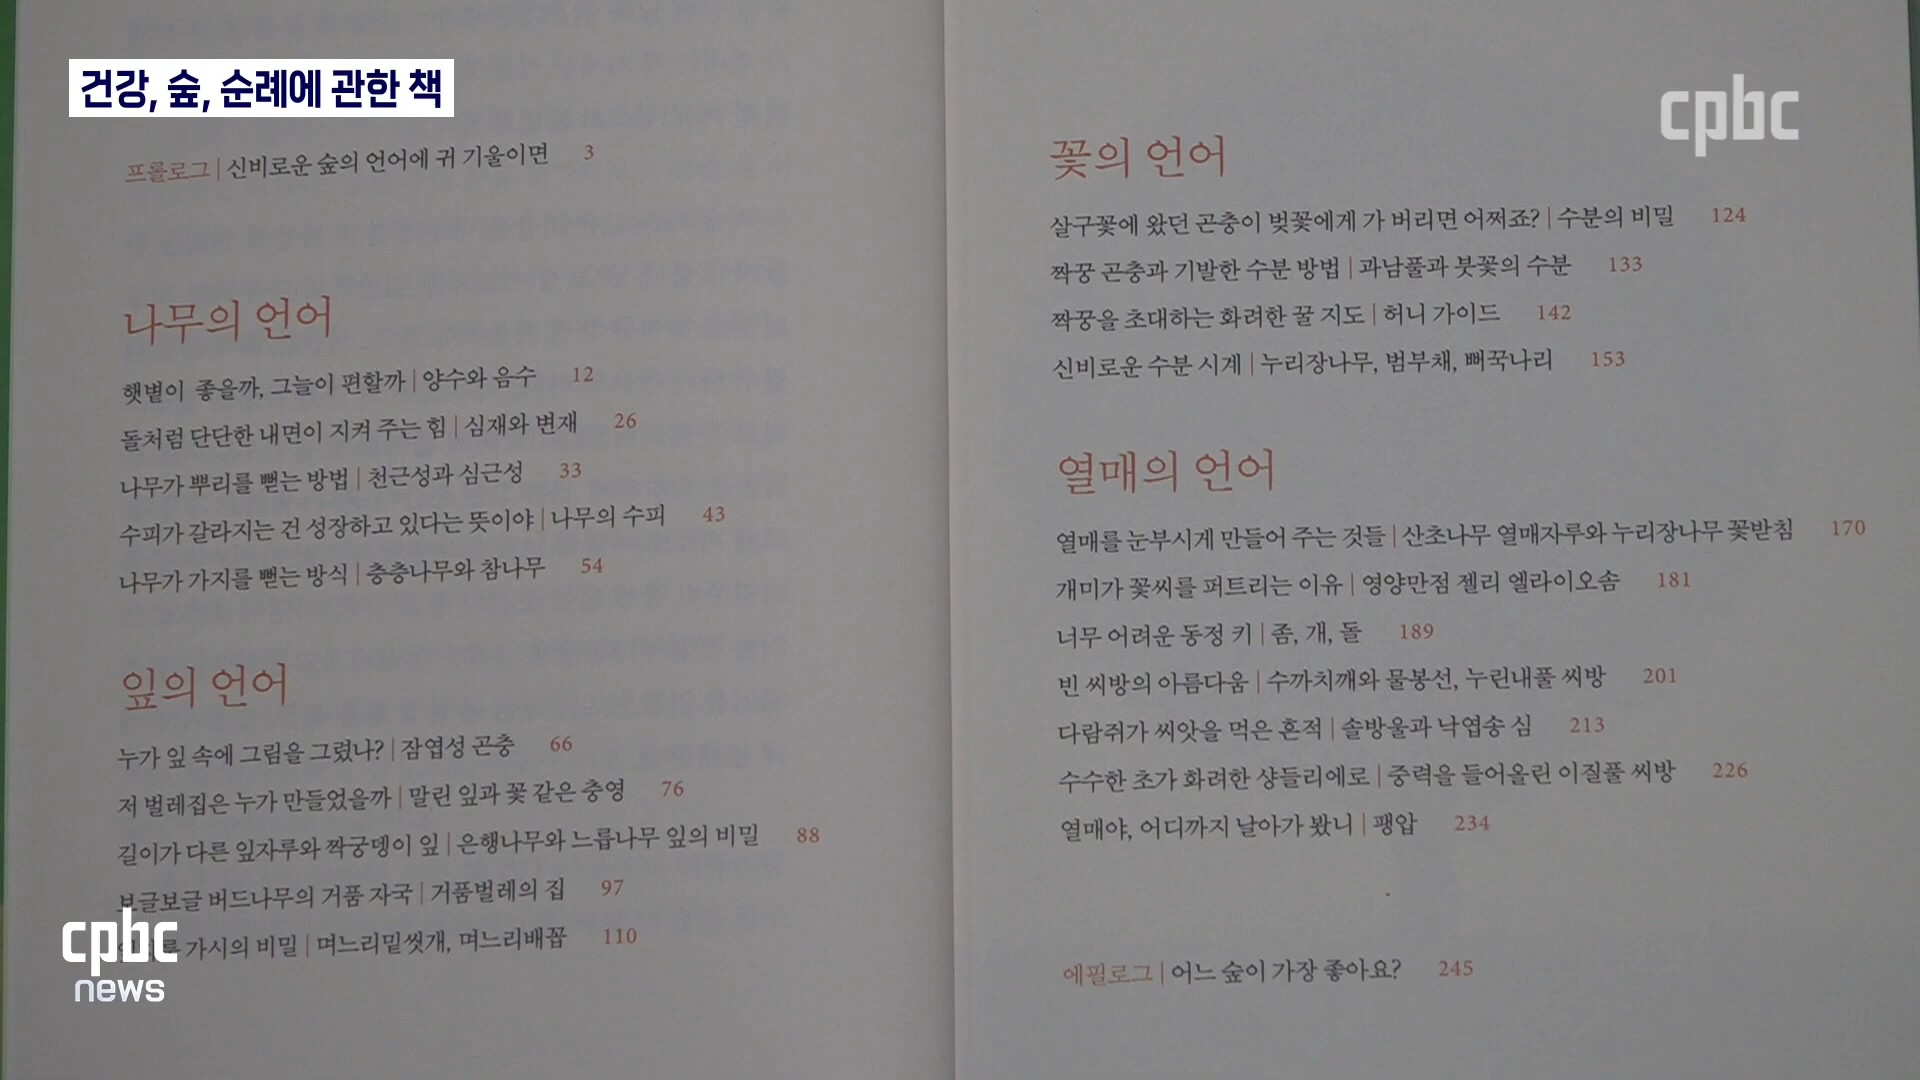 건강, 숲, 순례에 관한 책
cpbc
프롤로그 | 신비로운 숲의 언어에 귀 기울이면 3
나무의 언어
햇볕이 좋을까, 그늘이 편할까 | 양수와 음수 12
돌처럼 단단한 내면이 지켜 주는 힘 | 심재와 변재 26
나무가 뿌리를 뻗는 방법 | 천근성과 심근성 33
수피가 갈라지는 건 성장하고 있다는 뜻이야 | 나무의 수피 43
나무가 가지를 뻗는 방식 | 층층나무와 참나무 54
잎의 언어
누가 잎 속에 그림을 그렸나? | 잠엽성 곤충 66
저 벌레집은 누가 만들었을까 | 말린 잎과 꽃 같은 충영 76
길이가 다른 잎자루와 짝궁뎅이 잎 | 은행나무와 느릅나무 잎의 비밀 88
보글보글 버드나무의 거품 자국 | 거품벌레의 집 97
가시의 비밀 | 며느리밑씻개, 며느리배꼽 110
꽃의 언어
살구꽃에 왔던 곤충이 벚꽃에게 가 버리면 어쩌죠? | 수분의 비밀 124
짝꿍 곤충과 기발한 수분 방법 | 과남풀과 붓꽃의 수분 133
짝꿍을 초대하는 화려한 꿀 지도 | 허니 가이드 142
신비로운 수분 시계 | 누리장나무, 범부채, 뻐꾹나리 153
열매의 언어
열매를 눈부시게 만들어 주는 것들 | 산초나무 열매자루와 누리장나무 꽃받침 170
개미가 꽃씨를 퍼트리는 이유 | 영양만점 젤리 엘라이오솜 181
너무 어려운 동정 키 | 좀, 개, 돌 189
빈 씨방의 아름다움 | 수까치깨와 물봉선, 누린내풀 씨방 201
다람쥐가 씨앗을 먹은 흔적 | 솔방울과 낙엽송 심 213
수수한 초가 화려한 샹들리에로 | 중력을 들어올린 이질풀 씨방 226
열매야, 어디까지 날아가 봤니 | 팽압 234
에필로그 | 어느 숲이 가장 좋아요? 245
cpbc
news